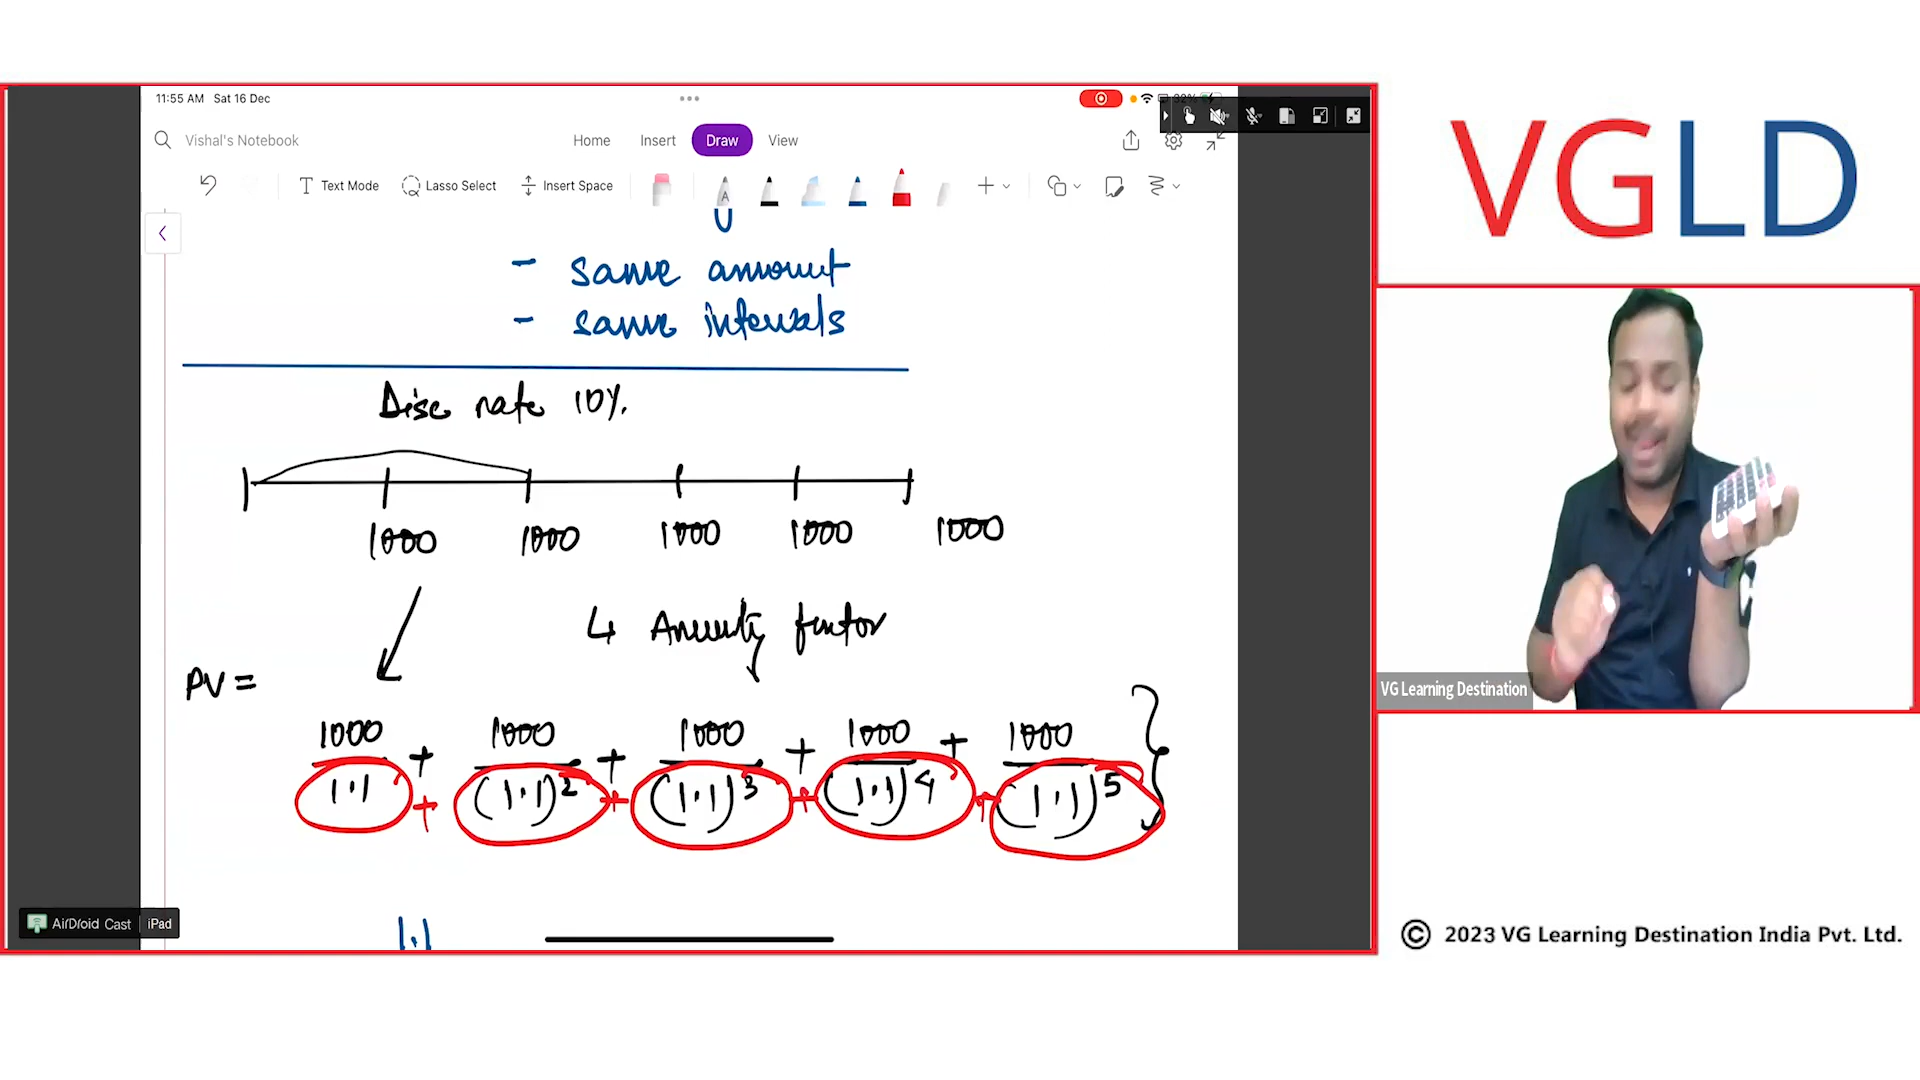 11:55 AM Sat 16 Dec
32%
Vishal's Notebook
Home Insert Draw View
Text Mode Lasso Select Insert Space
VGLD
- same amount
- same intervals
Disc rate 10%.
1000 1000 1000 1000 1000
↳ Annuity factor
PV =
1000 + 1000 + 1000 + 1000 + 1000
1.1 + (1.1)2 + (1.1)3 + (1.1)4 + (1.1)5
1.1
AirDroid Cast iPad
VG Learning Destination
© 2023 VG Learning Destination India Pvt. Ltd.